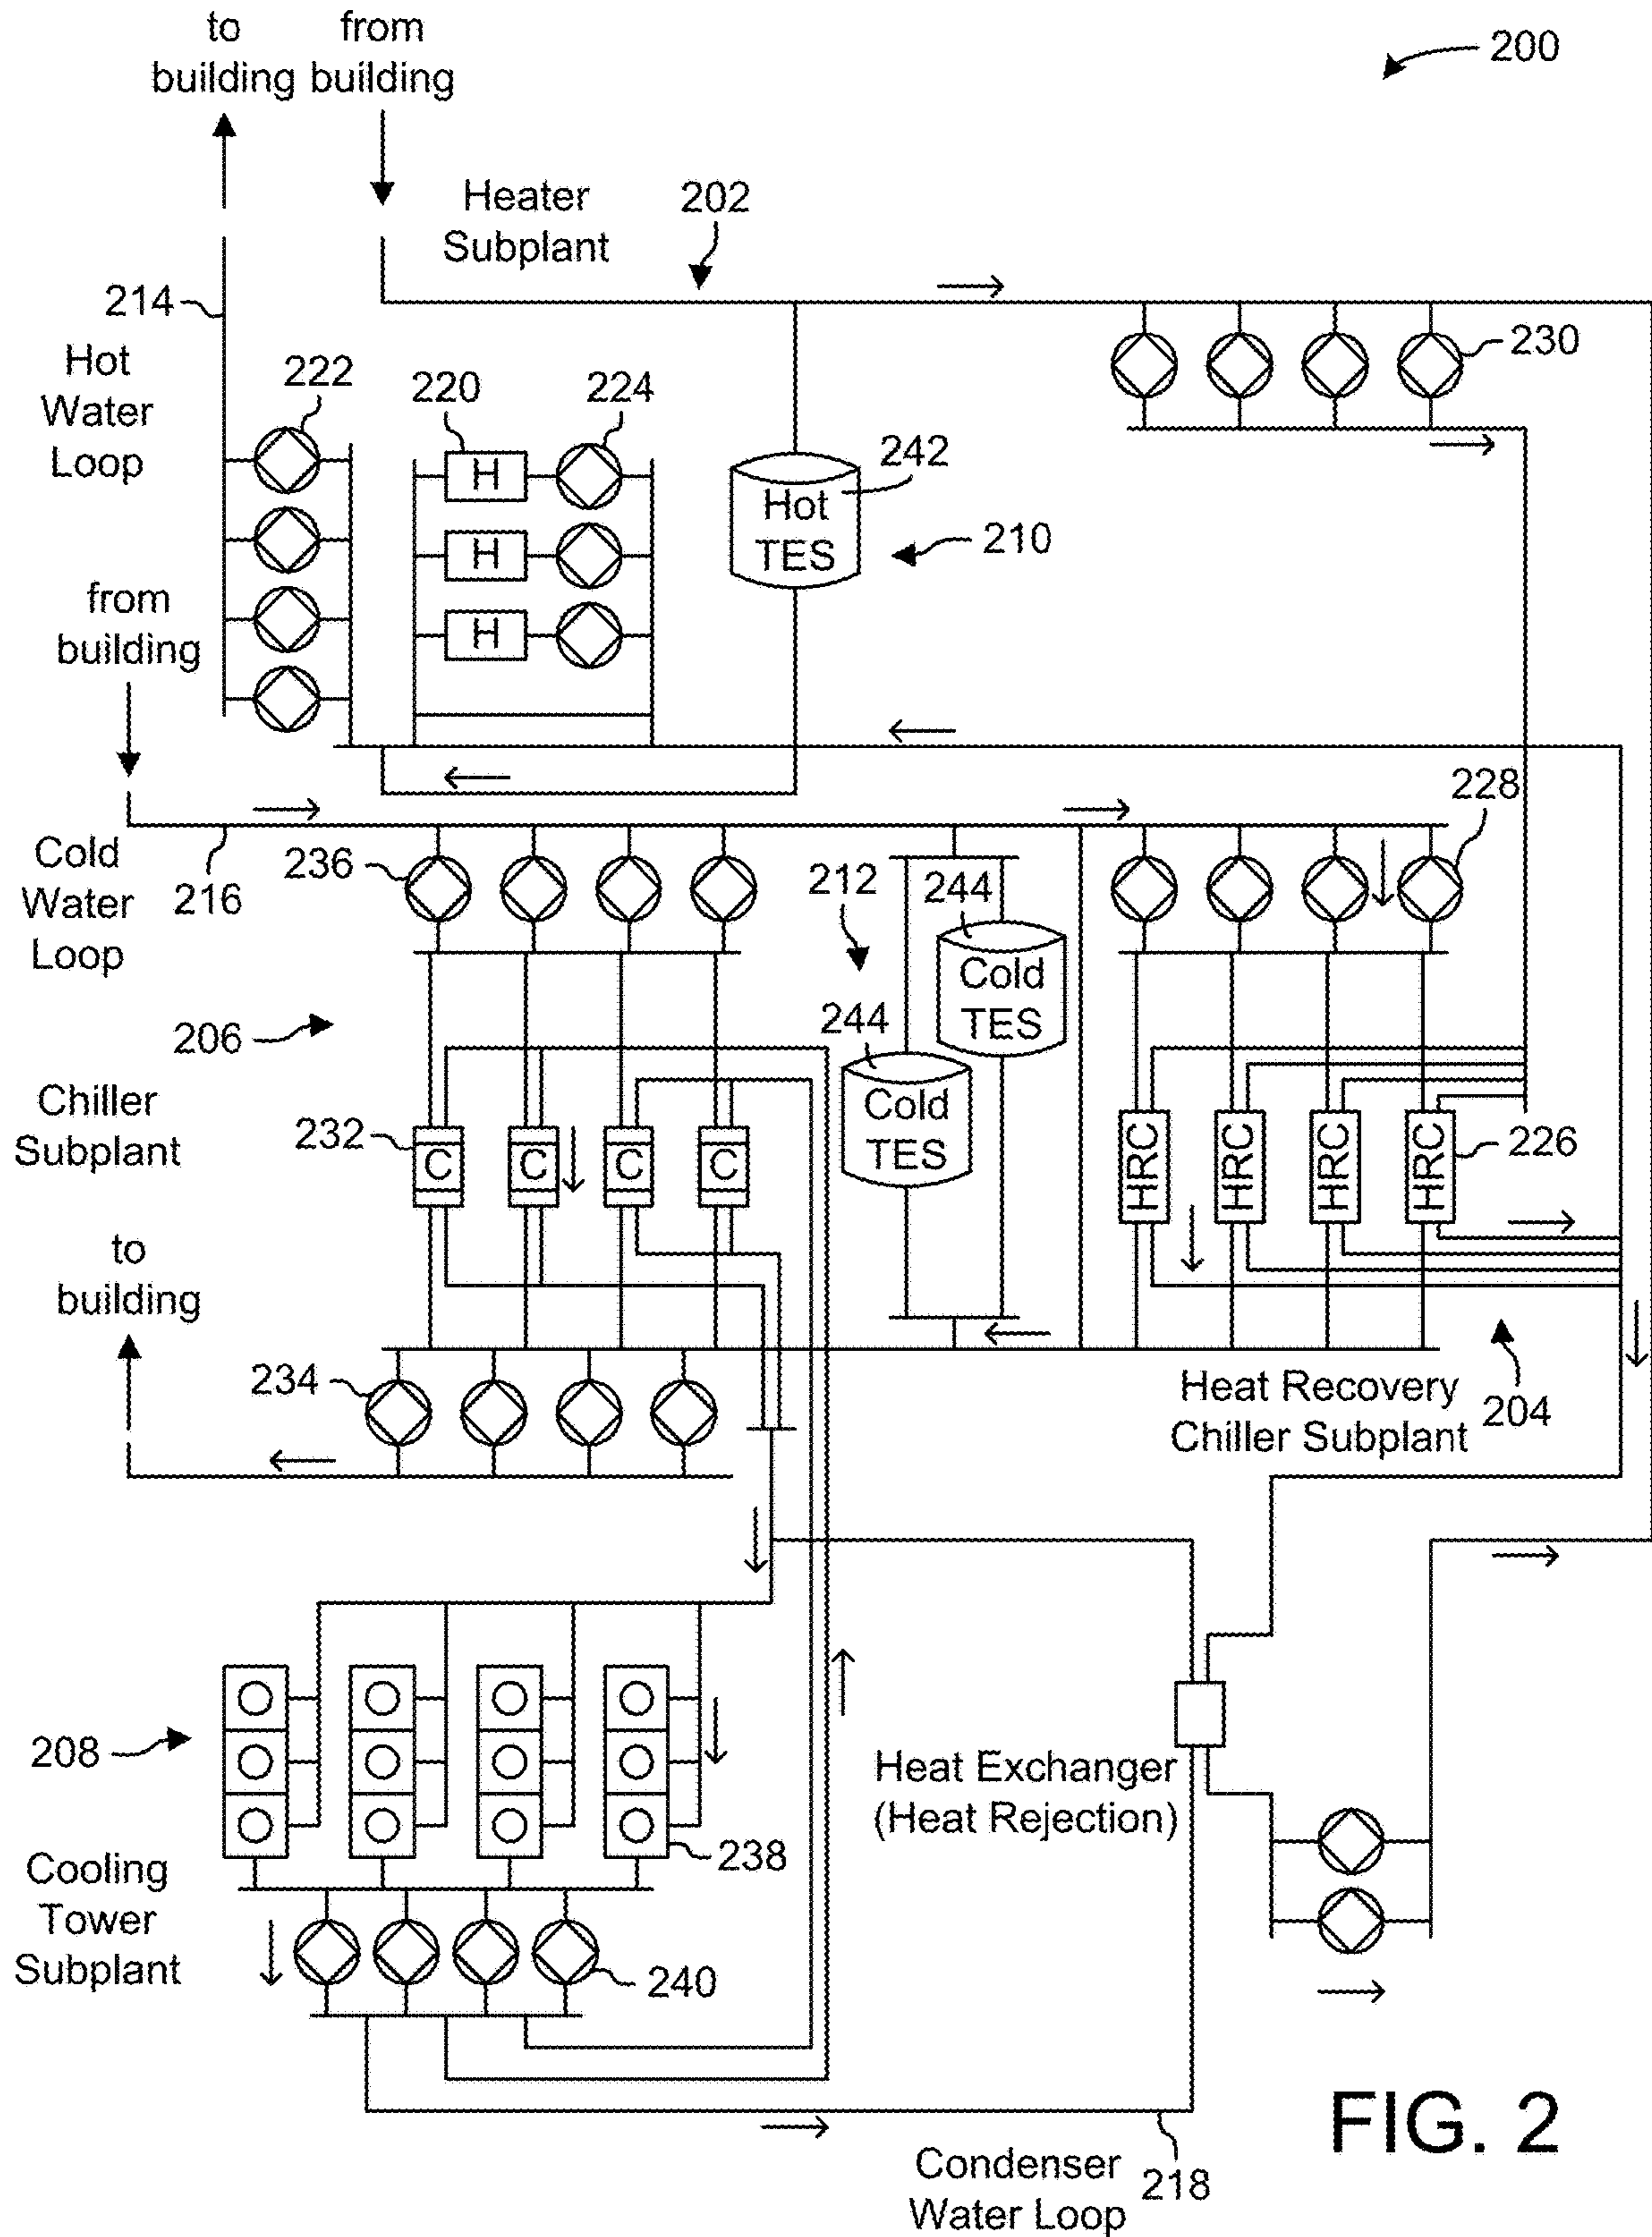 to from
building building
200
Heater
Subplant
202
214
Hot
Water
Loop
222
220
224
230
242
Hot
TES
210
H
H
H
from
building
228
Cold
Water
Loop
216
236
212
244
Cold
TES
244
Cold
TES
206
Chiller
Subplant
232
C
C
C
C
HRC
HRC
HRC
HRC
226
to
building
234
Heat Recovery
Chiller Subplant
204
208
Heat Exchanger
(Heat Rejection)
238
Cooling
Tower
Subplant
240
Condenser
Water Loop
218
FIG. 2